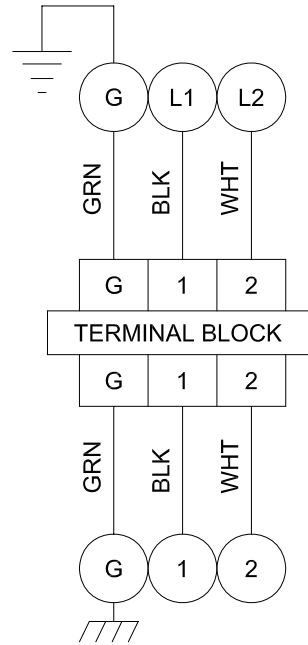 G L1 L2
GRN BLK WHT
G 1 2
TERMINAL BLOCK
G 1 2
GRN BLK WHT
G 1 2